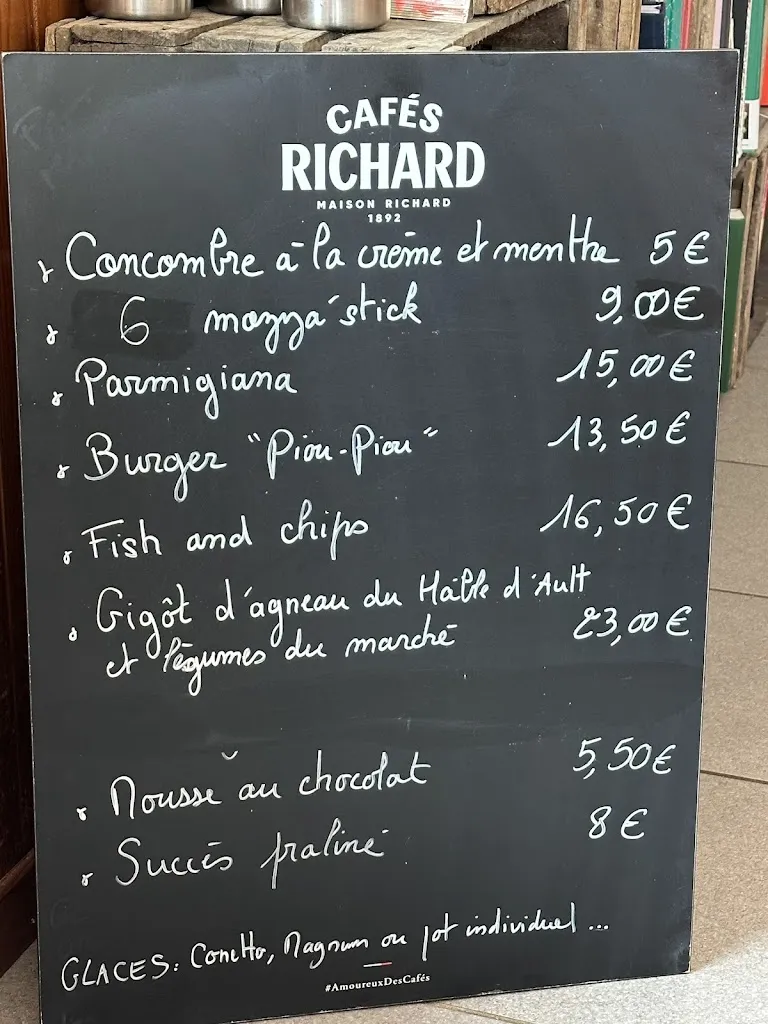 CAFÉS
RICHARD
MAISON RICHARD
1892
Concombre à la crème et menthe 5 €
6 mozza'stick 9,00 €
Parmigiana 15,00 €
Burger "Piou-Piou" 13,50 €
Fish and chips 16,50 €
Gigôt d'agneau du Hâble d'Ault
et légumes du marché 23,00 €
Mousse au chocolat 5,50 €
Succès praliné 8 €
GLACES: Conetto, Magnum ou pot individuel ...
#AmoureuxDesCafés